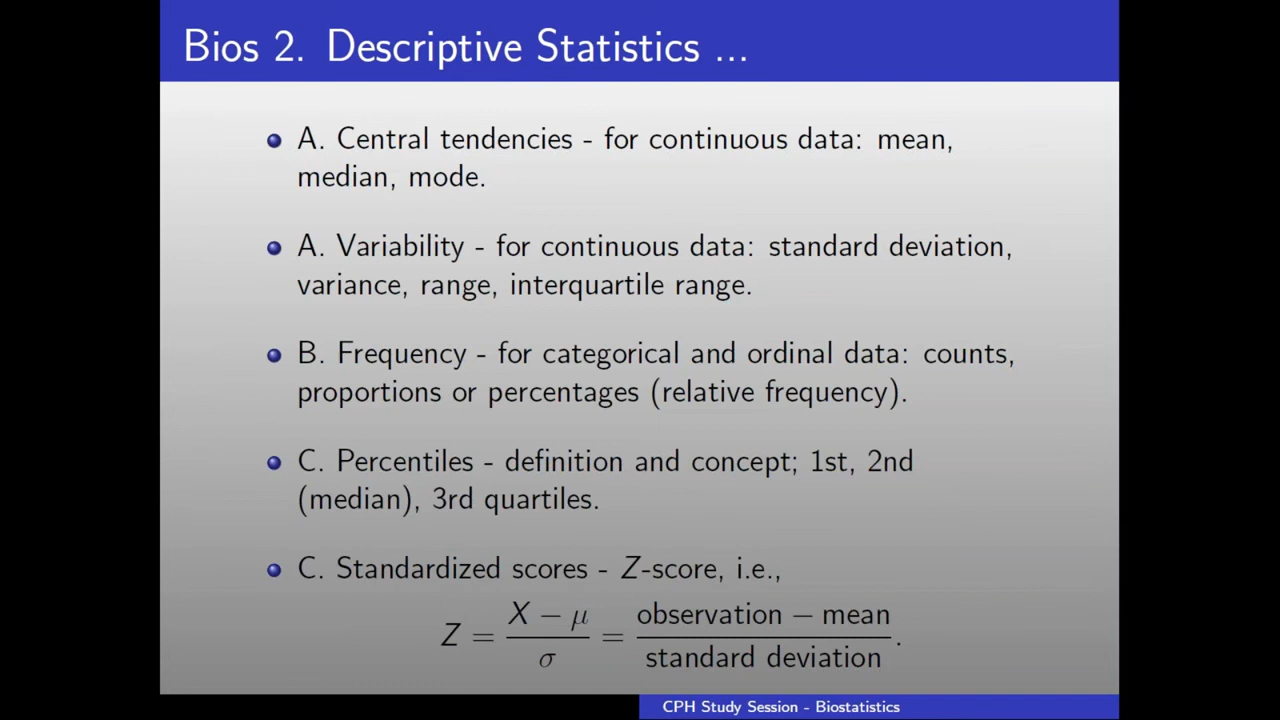 Bios 2. Descriptive Statistics ...
A. Central tendencies - for continuous data: mean,
median, mode.
A. Variability - for continuous data: standard deviation,
variance, range, interquartile range.
B. Frequency - for categorical and ordinal data: counts,
proportions or percentages (relative frequency).
C. Percentiles - definition and concept; 1st, 2nd
(median), 3rd quartiles.
C. Standardized scores - Z-score, i.e.,
Z = X − μ / σ = observation − mean / standard deviation .
CPH Study Session - Biostatistics